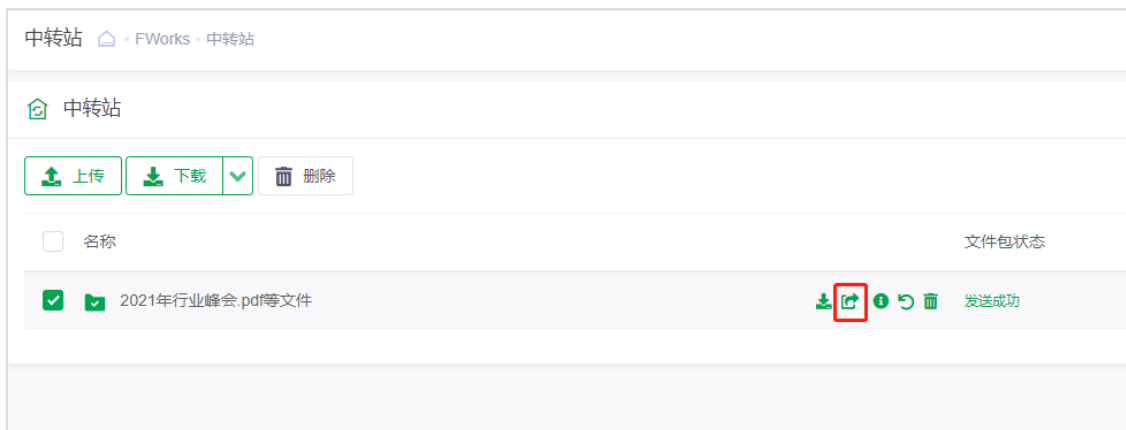 中转站 FWorks 中转站
中转站
上传 下载 删除
名称 文件包状态
2021年行业峰会.pdf等文件 发送成功